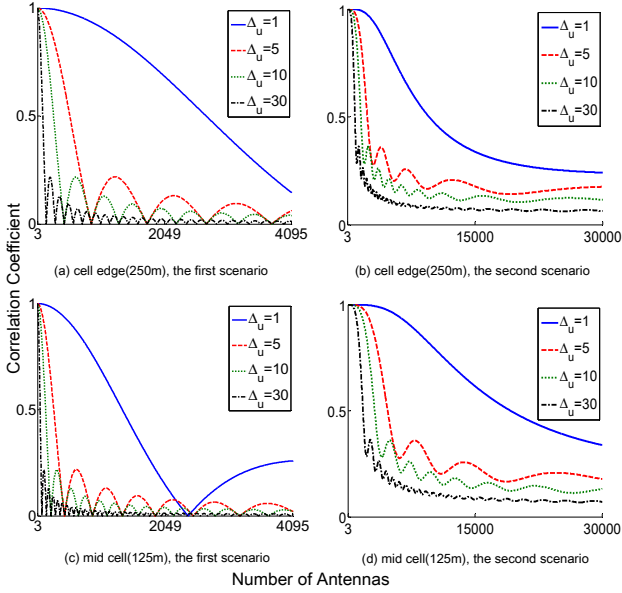 Correlation Coefficient
1
0.5
0
3
2049
4095
Δu=1
Δu=5
Δu=10
Δu=30
(a) cell edge(250m), the first scenario
1
0.5
0
3
15000
30000
Δu=1
Δu=5
Δu=10
Δu=30
(b) cell edge(250m), the second scenario
1
0.5
0
3
2049
4095
Δu=1
Δu=5
Δu=10
Δu=30
(c) mid cell(125m), the first scenario
1
0.5
0
3
15000
30000
Δu=1
Δu=5
Δu=10
Δu=30
(d) mid cell(125m), the second scenario
Number of Antennas